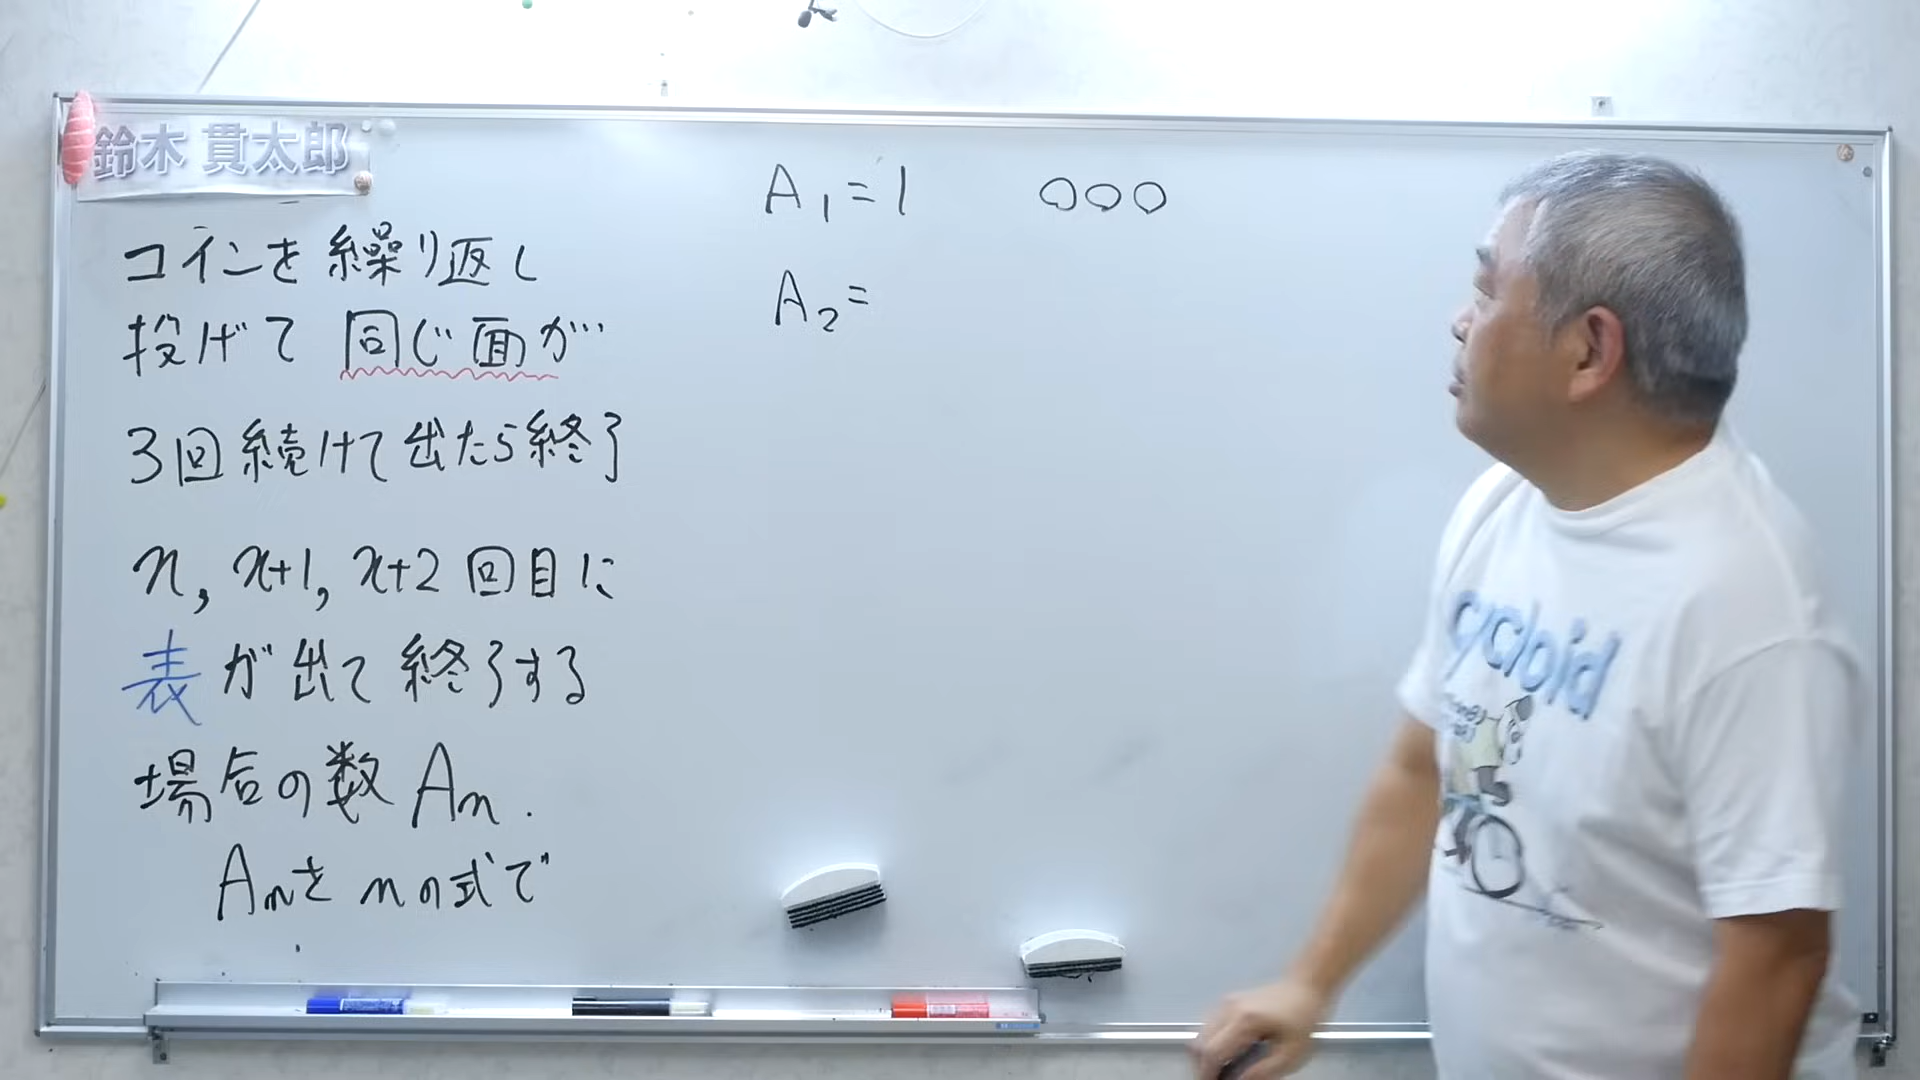 鈴木 貫太郎
コインを繰り返し
投げて 同じ面が
3回続けて出たら終了
n, n+1, n+2 回目に
表が出て終了する
場合の数 Aₙ.
Aₙを nの式で
A₁=1 〇〇〇
A₂=
cycloid